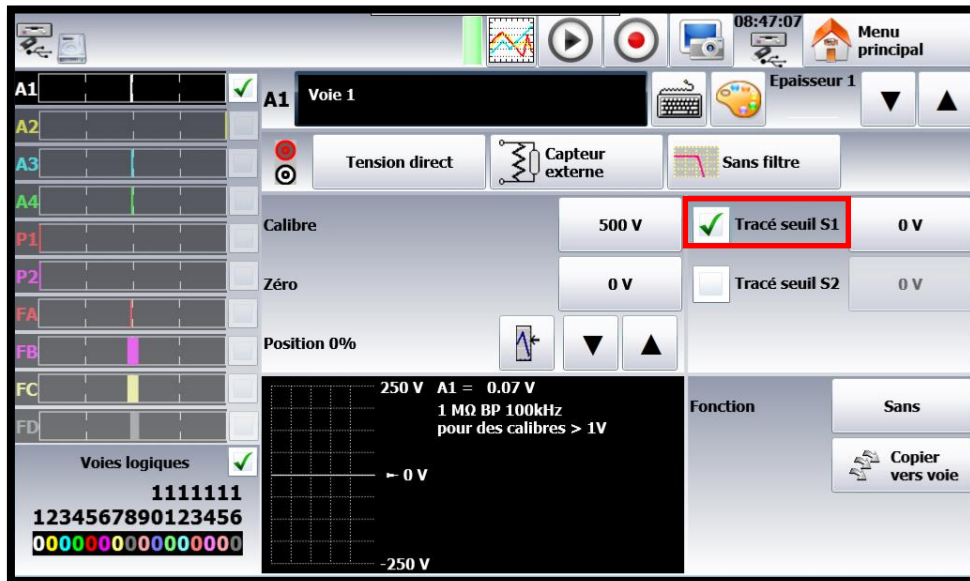 08:47:07
Menu
principal
A1
A2
A3
A4
P1
P2
FA
FB
FC
FD
Voies logiques
1111111
1234567890123456
0000000000000000
A1 Voie 1
Epaisseur 1
Tension direct
Capteur
externe
Sans filtre
Calibre 500 V
Zéro 0 V
Position 0%
Tracé seuil S1 0 V
Tracé seuil S2 0 V
250 V A1 = 0.07 V
1 MΩ BP 100kHz
pour des calibres > 1V
0 V
-250 V
Fonction Sans
Copier
vers voie